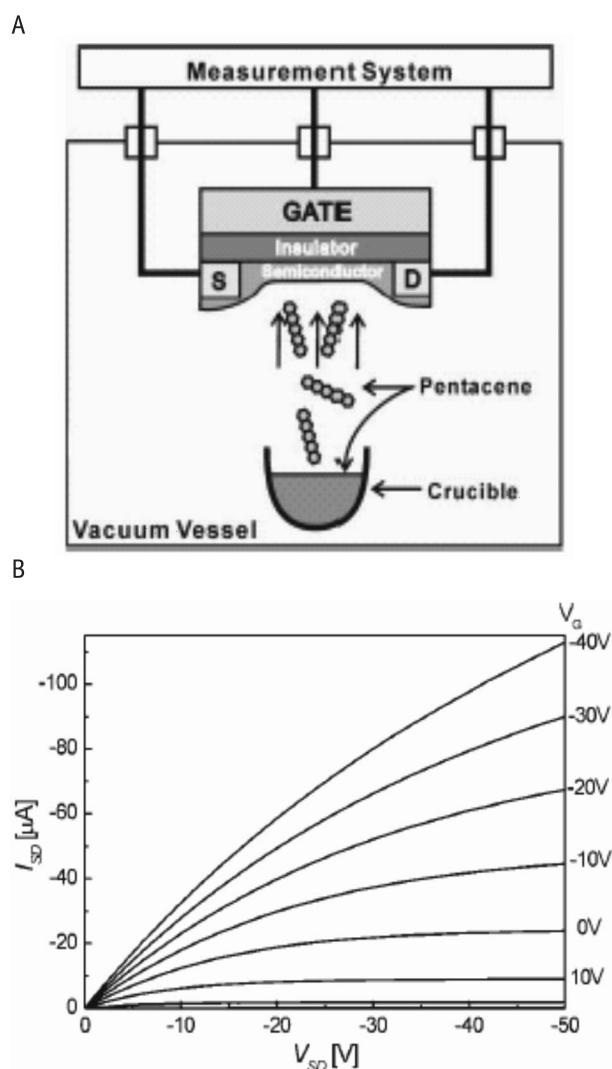 A
Measurement System
GATE
Insulator
Semiconductor
S
D
Pentacene
Crucible
Vacuum Vessel
B
V_G
-40V
-30V
-20V
-10V
0V
10V
-100
-80
-60
-40
-20
0
I_SD [µA]
0 -10 -20 -30 -40 -50
V_SD [V]